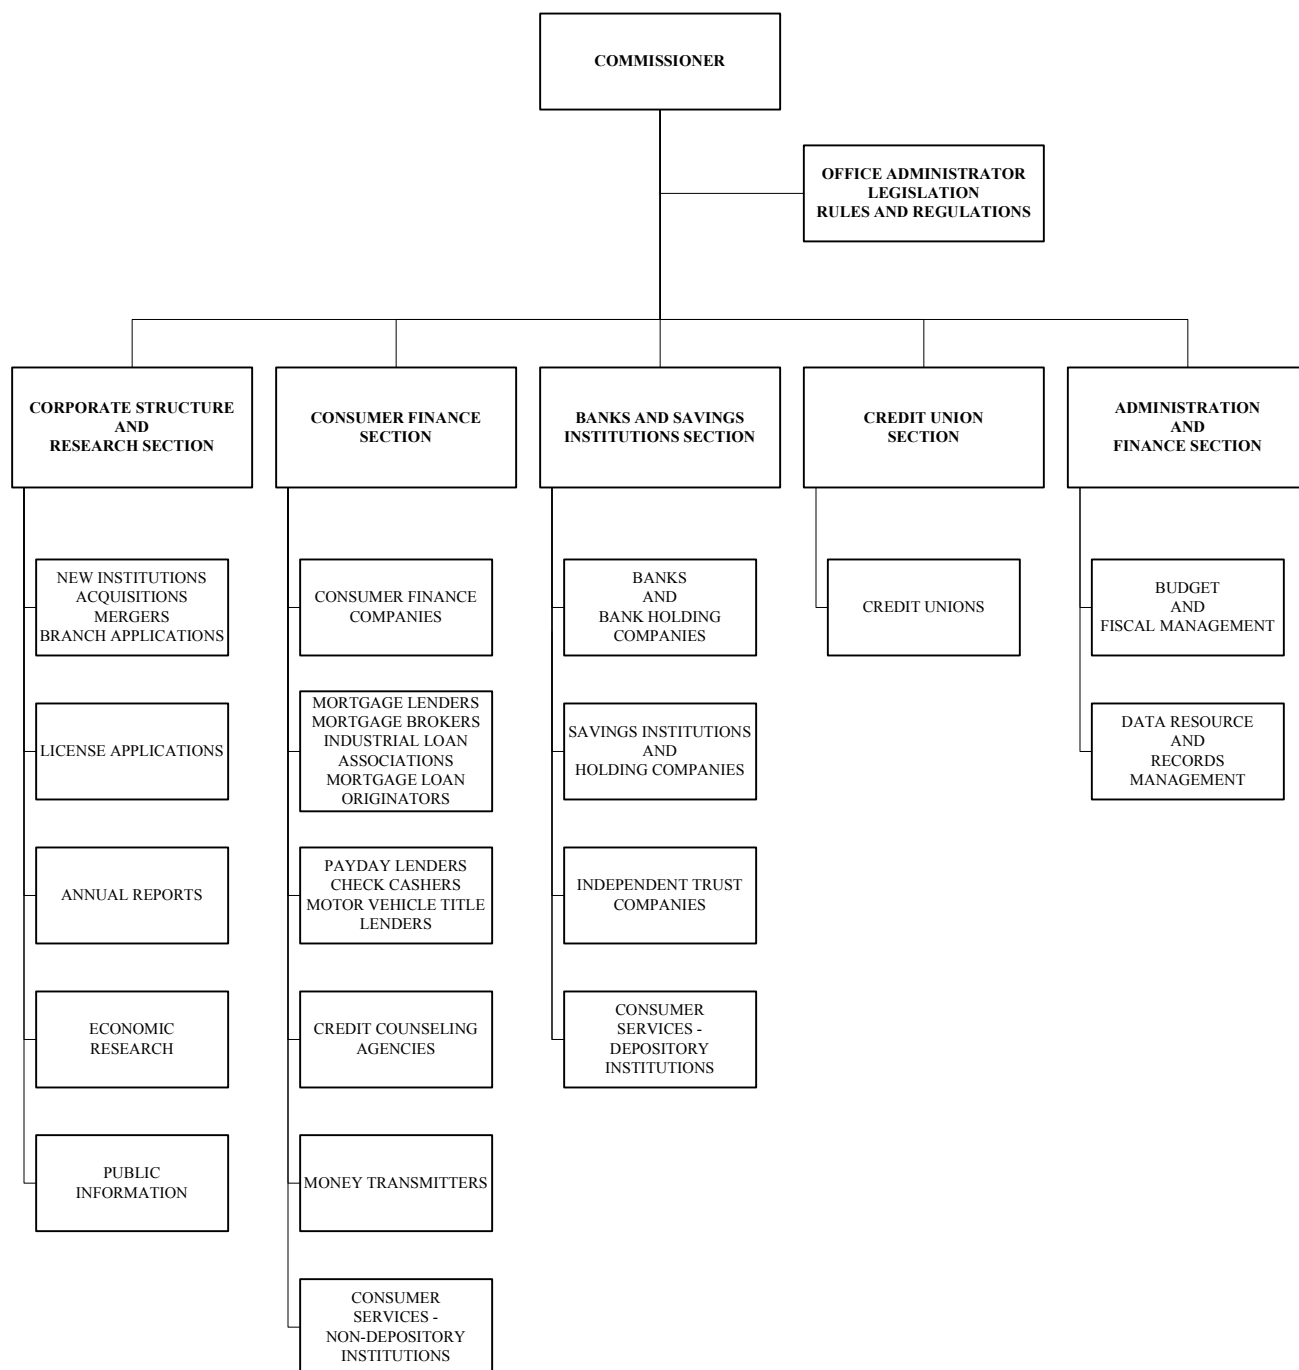 COMMISSIONER
OFFICE ADMINISTRATOR
LEGISLATION
RULES AND REGULATIONS
CORPORATE STRUCTURE
AND
RESEARCH SECTION
CONSUMER FINANCE
SECTION
BANKS AND SAVINGS
INSTITUTIONS SECTION
CREDIT UNION
SECTION
ADMINISTRATION
AND
FINANCE SECTION
NEW INSTITUTIONS
ACQUISITIONS
MERGERS
BRANCH APPLICATIONS
LICENSE APPLICATIONS
ANNUAL REPORTS
ECONOMIC
RESEARCH
PUBLIC
INFORMATION
CONSUMER FINANCE
COMPANIES
MORTGAGE LENDERS
MORTGAGE BROKERS
INDUSTRIAL LOAN
ASSOCIATIONS
MORTGAGE LOAN
ORIGINATORS
PAYDAY LENDERS
CHECK CASHERS
MOTOR VEHICLE TITLE
LENDERS
CREDIT COUNSELING
AGENCIES
MONEY TRANSMITTERS
CONSUMER
SERVICES -
NON-DEPOSITORY
INSTITUTIONS
BANKS
AND
BANK HOLDING
COMPANIES
SAVINGS INSTITUTIONS
AND
HOLDING COMPANIES
INDEPENDENT TRUST
COMPANIES
CONSUMER
SERVICES -
DEPOSITORY
INSTITUTIONS
CREDIT UNIONS
BUDGET
AND
FISCAL MANAGEMENT
DATA RESOURCE
AND
RECORDS
MANAGEMENT